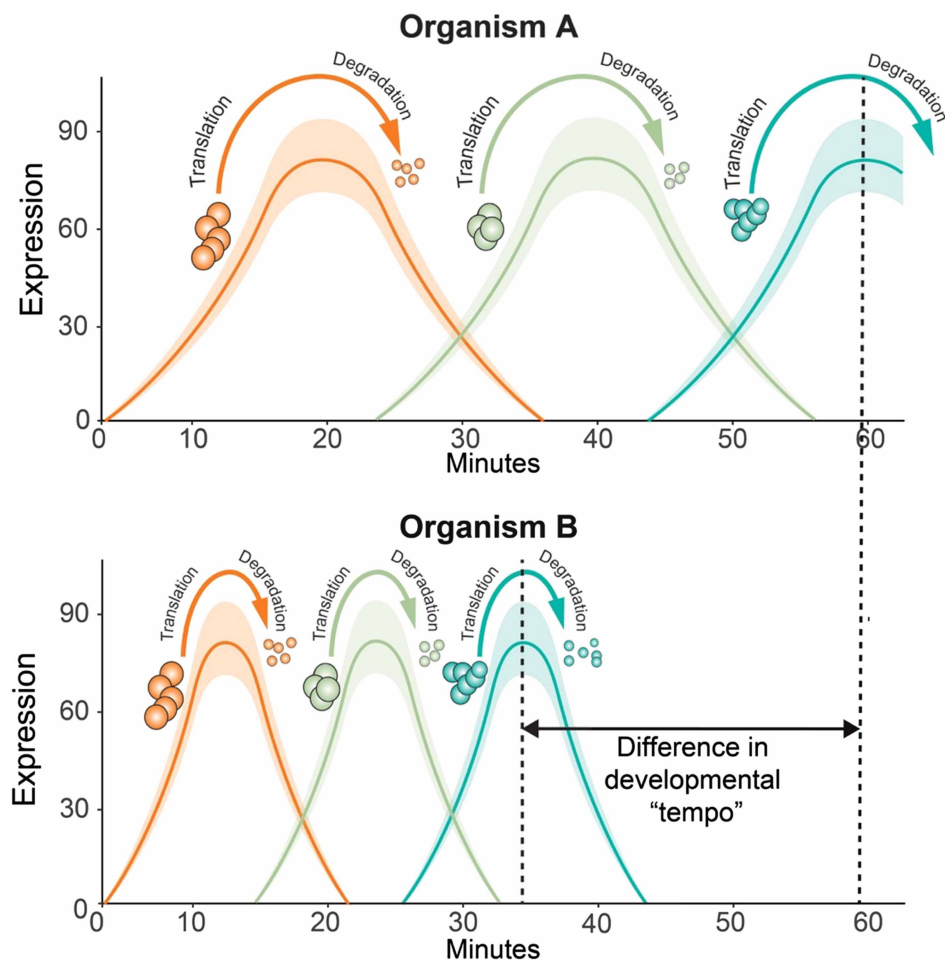 Organism A
Translation
Degradation
Translation
Degradation
Translation
Degradation
Expression
90
60
30
0
0
10
20
30
40
50
60
Minutes
Organism B
Translation
Degradation
Translation
Degradation
Translation
Degradation
Expression
90
60
30
0
Difference in
developmental
“tempo”
0
10
20
30
40
50
60
Minutes